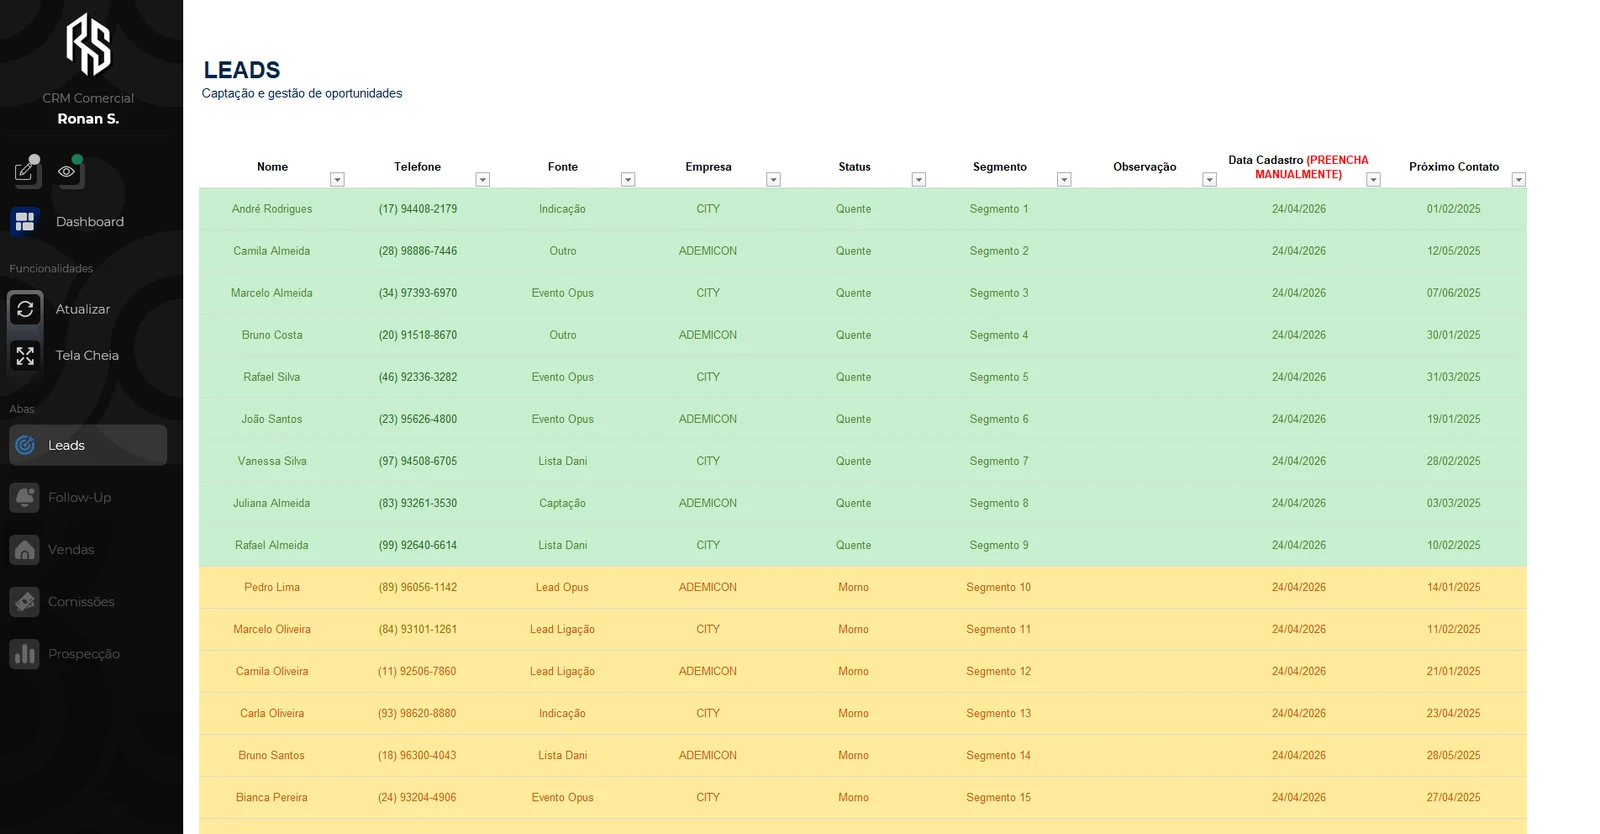 RS
CRM Comercial
Ronan S.
Dashboard
Funcionalidades
Atualizar
Tela Cheia
Abas
Leads
Follow-Up
Vendas
Comissões
Prospecção
LEADS
Captação e gestão de oportunidades
Nome Telefone Fonte Empresa Status Segmento Observação Data Cadastro (PREENCHA MANUALMENTE) Próximo Contato
André Rodrigues (17) 94408-2179 Indicação CITY Quente Segmento 1 24/04/2026 01/02/2025
Camila Almeida (28) 98886-7446 Outro ADEMICON Quente Segmento 2 24/04/2026 12/05/2025
Marcelo Almeida (34) 97393-6970 Evento Opus CITY Quente Segmento 3 24/04/2026 07/06/2025
Bruno Costa (20) 91518-8670 Outro ADEMICON Quente Segmento 4 24/04/2026 30/01/2025
Rafael Silva (46) 92336-3282 Evento Opus CITY Quente Segmento 5 24/04/2026 31/03/2025
João Santos (23) 95626-4800 Evento Opus ADEMICON Quente Segmento 6 24/04/2026 19/01/2025
Vanessa Silva (97) 94508-6705 Lista Dani CITY Quente Segmento 7 24/04/2026 28/02/2025
Juliana Almeida (83) 93261-3530 Captação ADEMICON Quente Segmento 8 24/04/2026 03/03/2025
Rafael Almeida (99) 92640-6614 Lista Dani CITY Quente Segmento 9 24/04/2026 10/02/2025
Pedro Lima (89) 96056-1142 Lead Opus ADEMICON Morno Segmento 10 24/04/2026 14/01/2025
Marcelo Oliveira (84) 93101-1261 Lead Ligação CITY Morno Segmento 11 24/04/2026 11/02/2025
Camila Oliveira (11) 92506-7860 Lead Ligação ADEMICON Morno Segmento 12 24/04/2026 21/01/2025
Carla Oliveira (93) 98620-8880 Indicação CITY Morno Segmento 13 24/04/2026 23/04/2025
Bruno Santos (18) 96300-4043 Lista Dani ADEMICON Morno Segmento 14 24/04/2026 28/05/2025
Bianca Pereira (24) 93204-4906 Evento Opus CITY Morno Segmento 15 24/04/2026 27/04/2025